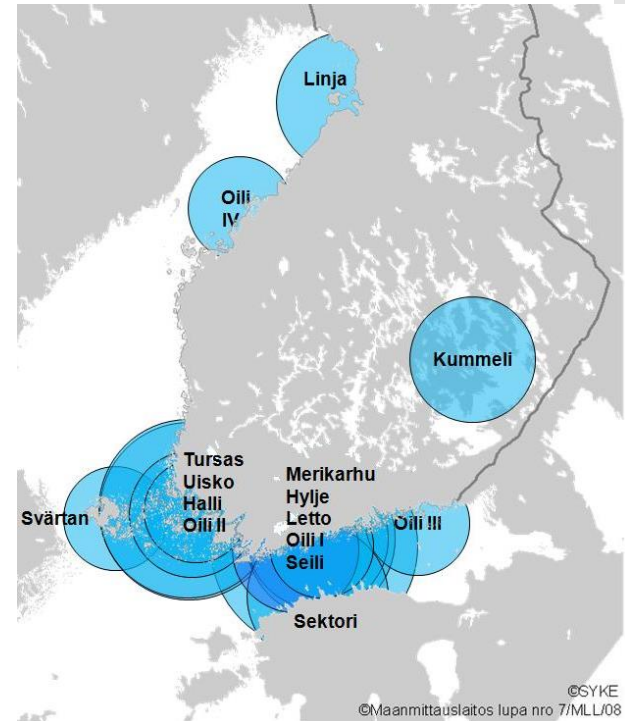 Linja
Oili
IV
Kummeli
Tursas
Uisko
Halli
Oili II
Svärtan
Merikarhu
Hylje
Letto
Oili I
Seili
Oili III
Sektori
©SYKE
©Maanmittauslaitos lupa nro 7/MLL/08